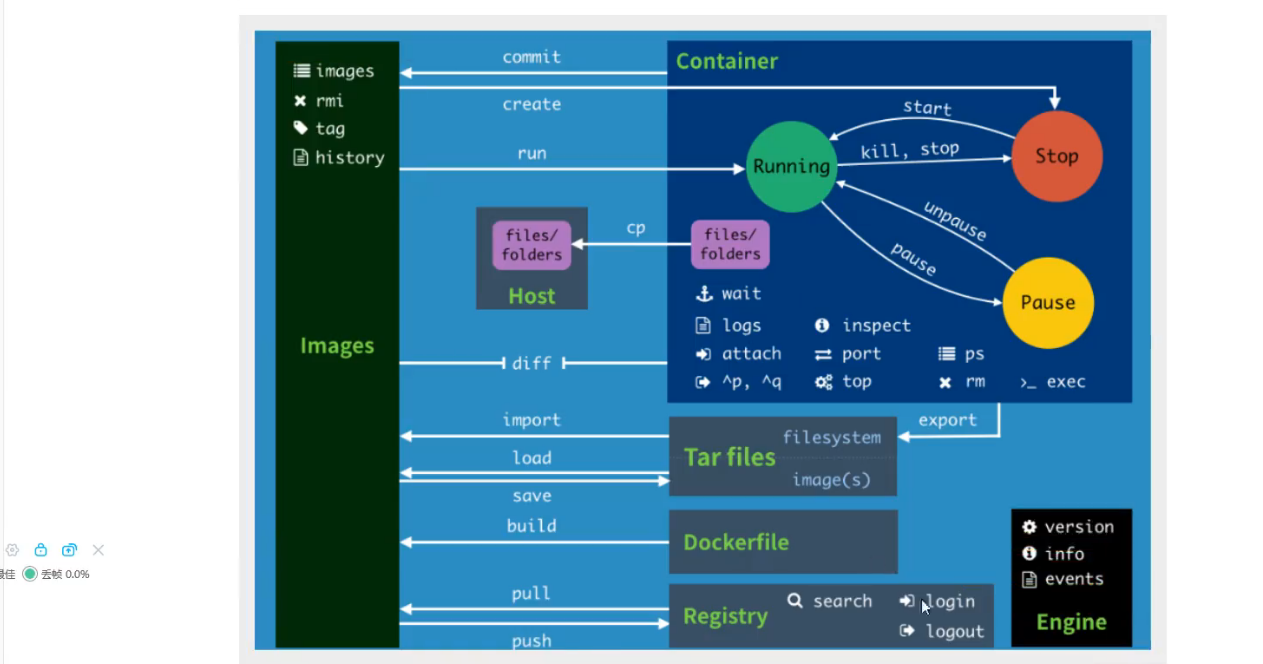 images
rmi
tag
history
Images
commit
create
run
files/
folders
Host
cp
diff
import
load
save
build
pull
push
Container
start
Running
kill, stop
Stop
unpause
pause
Pause
files/
folders
wait
logs
inspect
attach
port
ps
^p, ^q
top
rm
>_ exec
export
filesystem
Tar files
image(s)
Dockerfile
Registry
search
login
logout
version
info
events
Engine
丢帧 0.0%